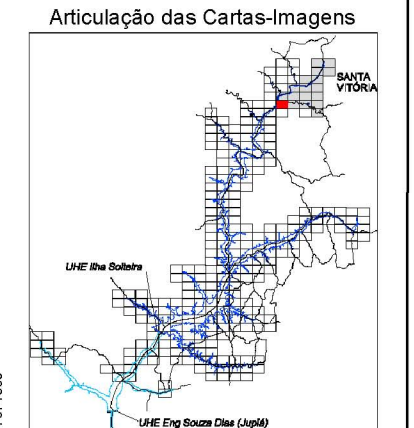 Articulação das Cartas-Imagens
SANTA
VITÓRIA
UHE Ilha Solteira
UHE Eng Souza Dias (Jupiá)